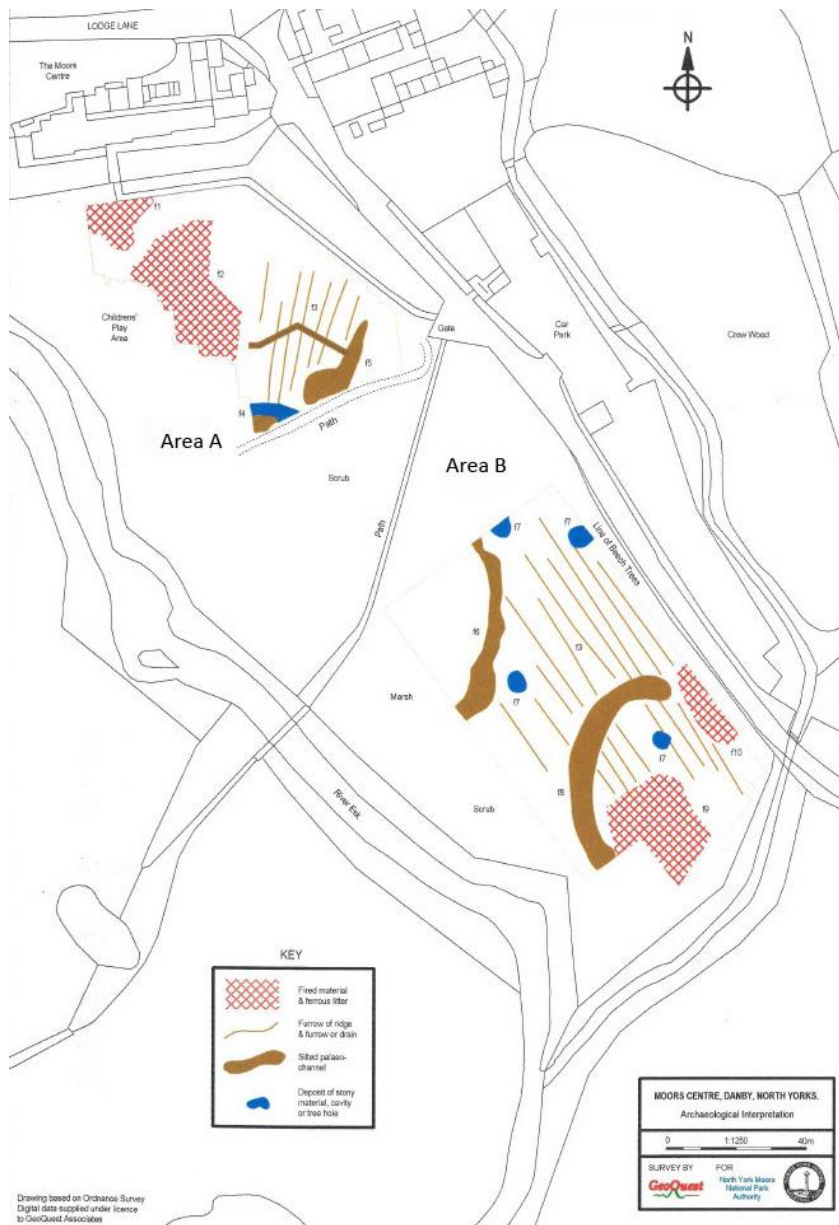 LODGE LANE
The Moors
Centre
N
f1
f2
f3
Childrens'
Play
Area
Gate
Car
Park
Crow Wood
f5
f4
Path
Area A
Scrub
Area B
Path
f7
f7
Line of Beech Trees
f6
f3
Marsh
f7
f7
f10
River Esk
f8
Scrub
f9
KEY
Fired material
& ferrous litter
Furrow of ridge
& furrow or drain
Silted palaeo-
channel
Deposit of stony
material, cavity
or tree hole
MOORS CENTRE, DANBY, NORTH YORKS.
Archaeological Interpretation
0 1:1250 40m
SURVEY BY FOR
GeoQuest
North York Moors
National Park
Authority
Drawing based on Ordnance Survey
Digital data supplied under licence
to GeoQuest Associates